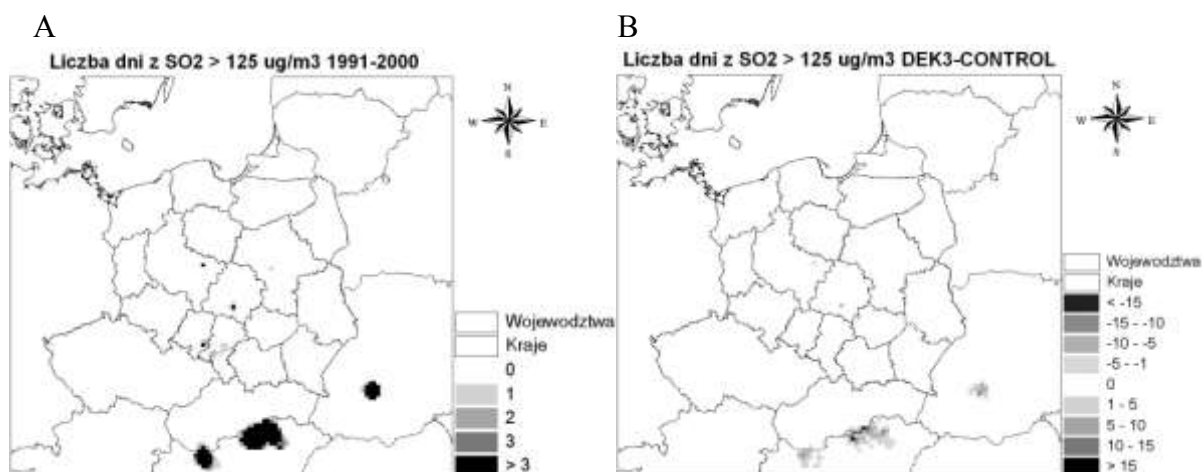 A
Liczba dni z SO2 > 125 ug/m3 1991-2000
N
W
E
S
Wojewodztwa
Kraje
0
1
2
3
> 3
B
Liczba dni z SO2 > 125 ug/m3 DEK3-CONTROL
N
W
E
S
Wojewodztwa
Kraje
< -15
-15 - -10
-10 - -5
-5 - -1
0
1 - 5
5 - 10
10 - 15
> 15